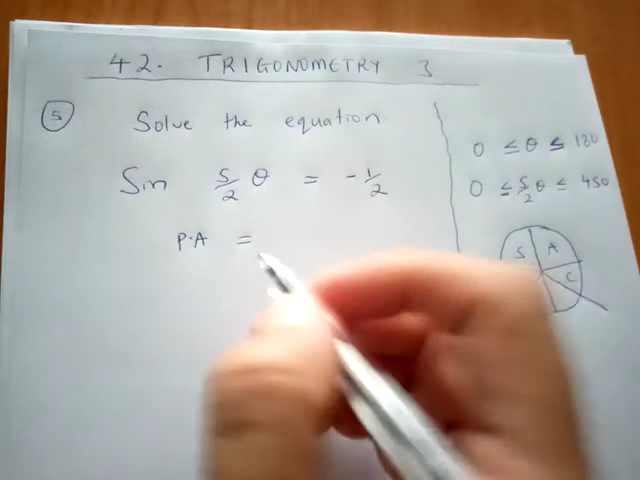 42. TRIGONOMETRY 3
5
Solve the equation
Sin 5/2 θ = -1/2
P.A =
0 ≤ θ ≤ 180
0 ≤ 5/2 θ ≤ 450
S A
C